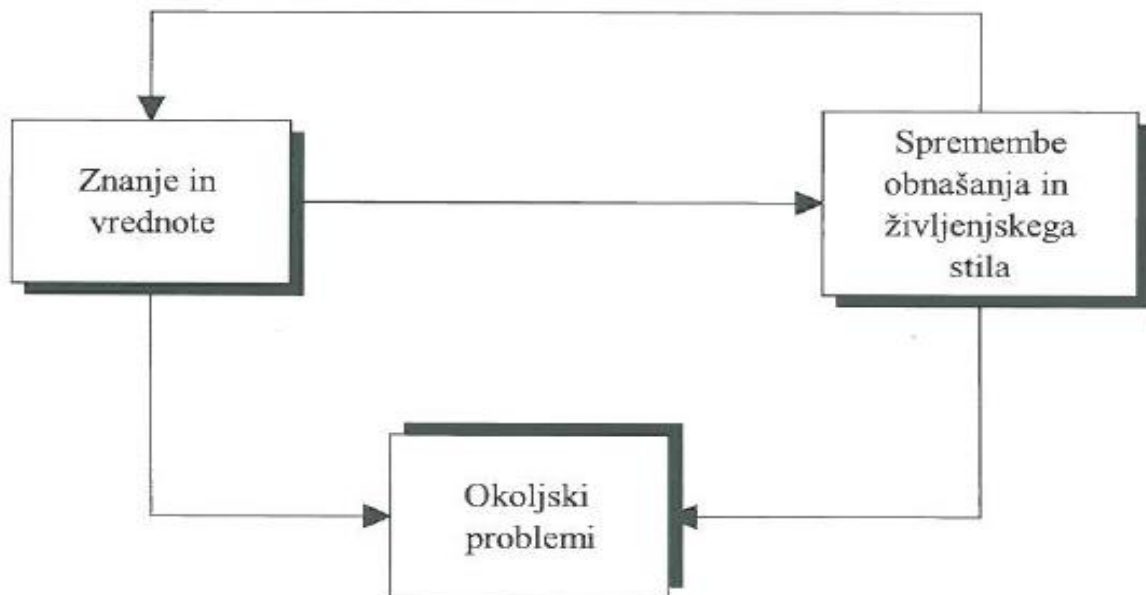 Znanje in
vrednote
Spremembe
obnašanja in
življenjskega
stila
Okoljski
problemi